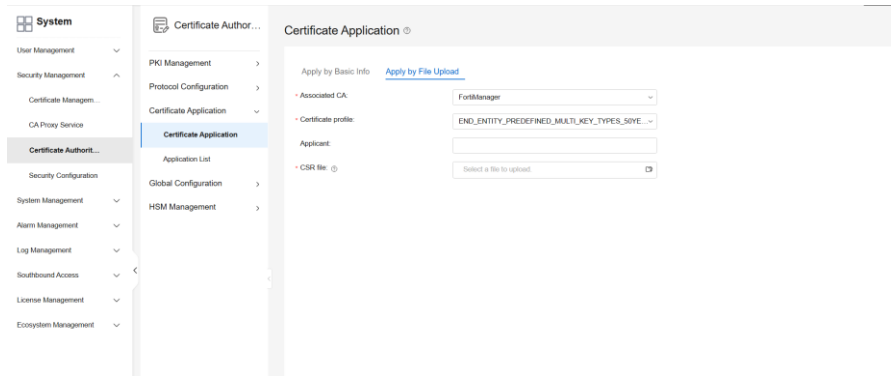 System
User Management
Security Management
Certificate Managem...
CA Proxy Service
Certificate Authorit...
Security Configuration
System Management
Alarm Management
Log Management
Southbound Access
License Management
Ecosystem Management
Certificate Author...
PKI Management
Protocol Configuration
Certificate Application
Certificate Application
Application List
Global Configuration
HSM Management
Certificate Application
Apply by Basic Info
Apply by File Upload
* Associated CA:
FortiManager
* Certificate profile:
END_ENTITY_PREDEFINED_MULTI_KEY_TYPES_50YE...
Applicant:
* CSR file:
Select a file to upload.